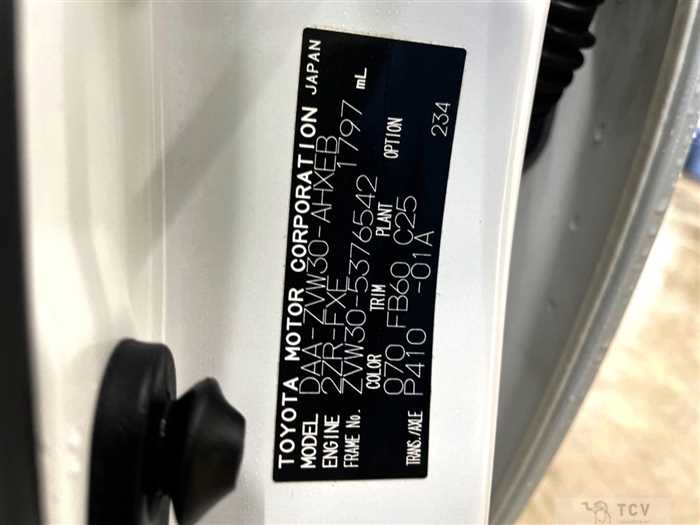 TOYOTA MOTOR CORPORATION JAPAN
MODEL DAA-ZVW30-AHXEB
ENGINE 2ZR-FXE 1797 mL
FRAME No. ZVW30-5376542
COLOR TRIM PLANT OPTION
070 FB60 C25
TRANS./AXLE P410 -01A 234
TCV